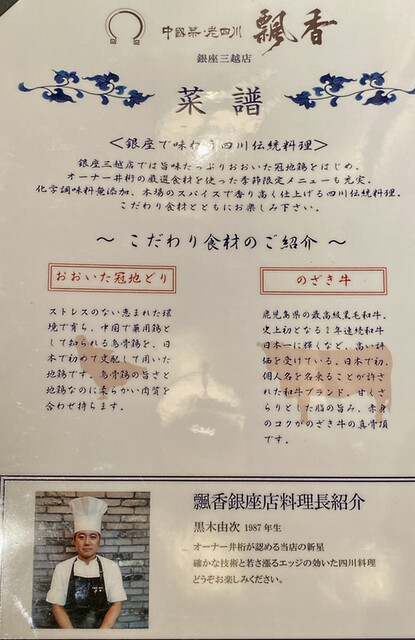 中國菜・老四川 飄香
銀座三越店
菜譜
＜銀座で味わう四川伝統料理＞
銀座三越店では旨味たっぷりおおいた冠地鶏をはじめ、
オーナー井桁の厳選食材を使った季節限定メニューも充実。
化学調味料無添加、本場のスパイスで香り高く仕上げる四川伝統料理。
こだわり食材とともにお楽しみ下さい。
～ こだわり食材のご紹介 ～
おおいた冠地どり
ストレスのない恵まれた環
境で育ち、中国で薬用鶏と
して知られる烏骨鶏を、日
本で初めて交配して用いた
地鶏です。烏骨鶏の旨さと
地鶏なのに柔らかい肉質を
合わせ持ちます。
のざき牛
鹿児島県の最高級黒毛和牛。
史上初となる2年連続和牛
日本一に輝くなど、高い評
価を受けている。日本で初、
個人名を名乗ることが許さ
れた和牛ブランド。甘くさ
らりとした脂の旨み、赤身
のコクがのざき牛の真骨頂
です。
飄香銀座店料理長紹介
黒木由次 1987年生
オーナー井桁が認める当店の新星
確かな技術と若さ漲るエッジの効いた四川料理
どうぞお楽しみください。